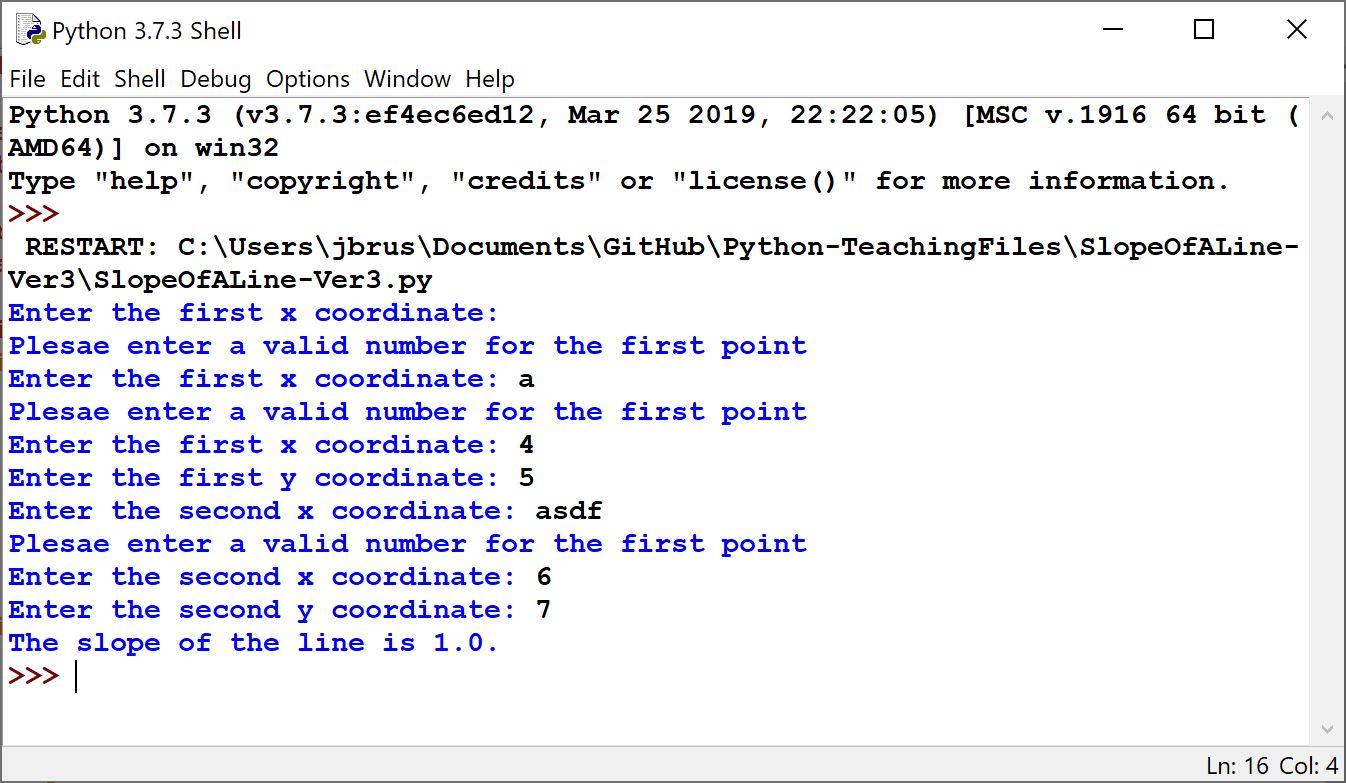 Python 3.7.3 Shell
File Edit Shell Debug Options Window Help
Python 3.7.3 (v3.7.3:ef4ec6ed12, Mar 25 2019, 22:22:05) [MSC v.1916 64 bit (
AMD64)] on win32
Type "help", "copyright", "credits" or "license()" for more information.
>>>
 RESTART: C:\Users\jbrus\Documents\GitHub\Python-TeachingFiles\SlopeOfALine-
Ver3\SlopeOfALine-Ver3.py
Enter the first x coordinate:
Plesae enter a valid number for the first point
Enter the first x coordinate: a
Plesae enter a valid number for the first point
Enter the first x coordinate: 4
Enter the first y coordinate: 5
Enter the second x coordinate: asdf
Plesae enter a valid number for the first point
Enter the second x coordinate: 6
Enter the second y coordinate: 7
The slope of the line is 1.0.
>>>
Ln: 16 Col: 4